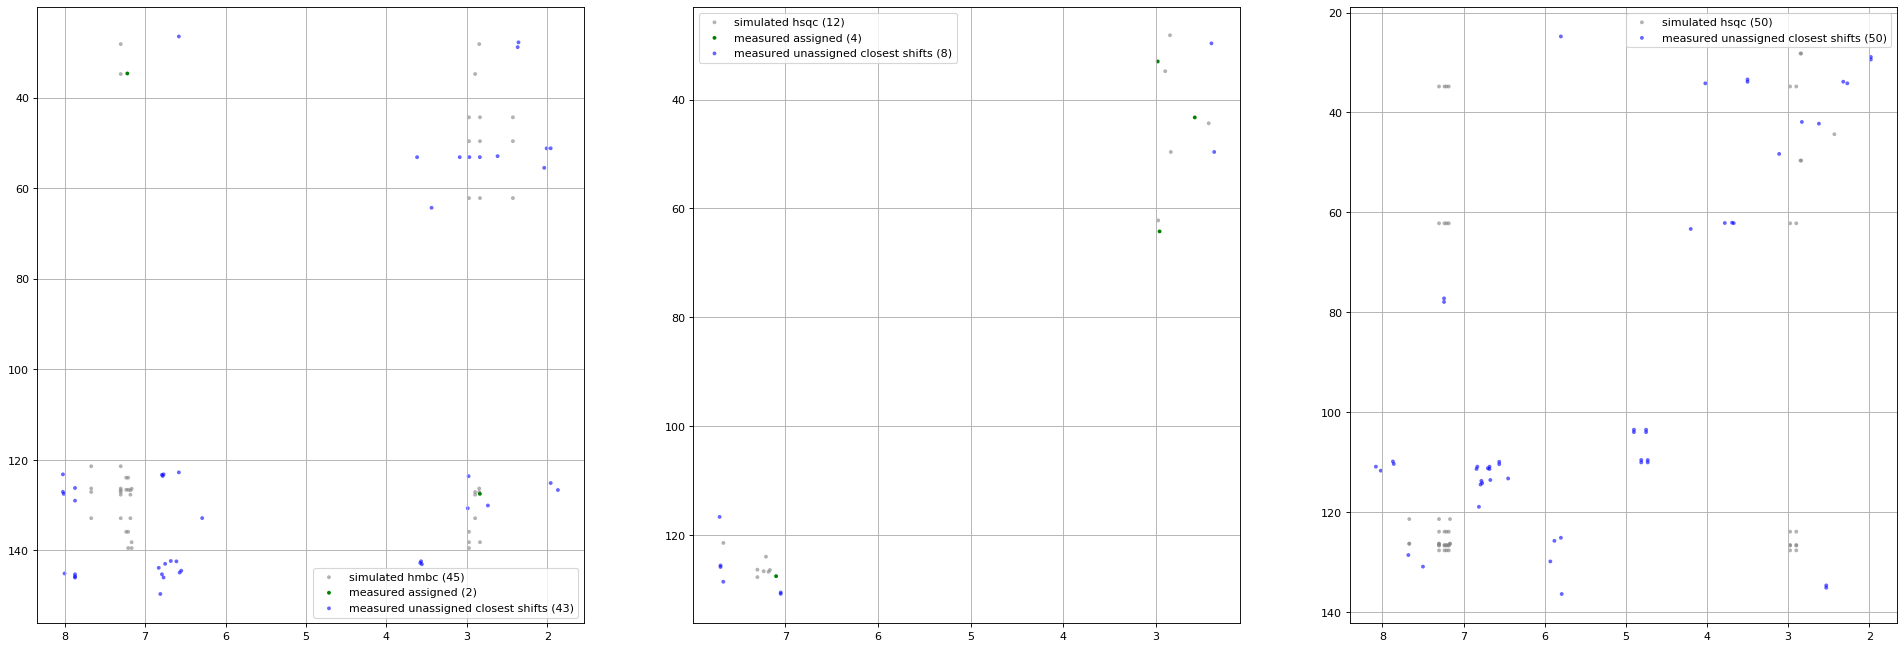 40
60
80
100
120
140
8 7 6 5 4 3 2
simulated hmbc (45)
measured assigned (2)
measured unassigned closest shifts (43)
simulated hsqc (12)
measured assigned (4)
measured unassigned closest shifts (8)
40
60
80
100
120
7 6 5 4 3
simulated hsqc (50)
measured unassigned closest shifts (50)
20
40
60
80
100
120
140
8 7 6 5 4 3 2